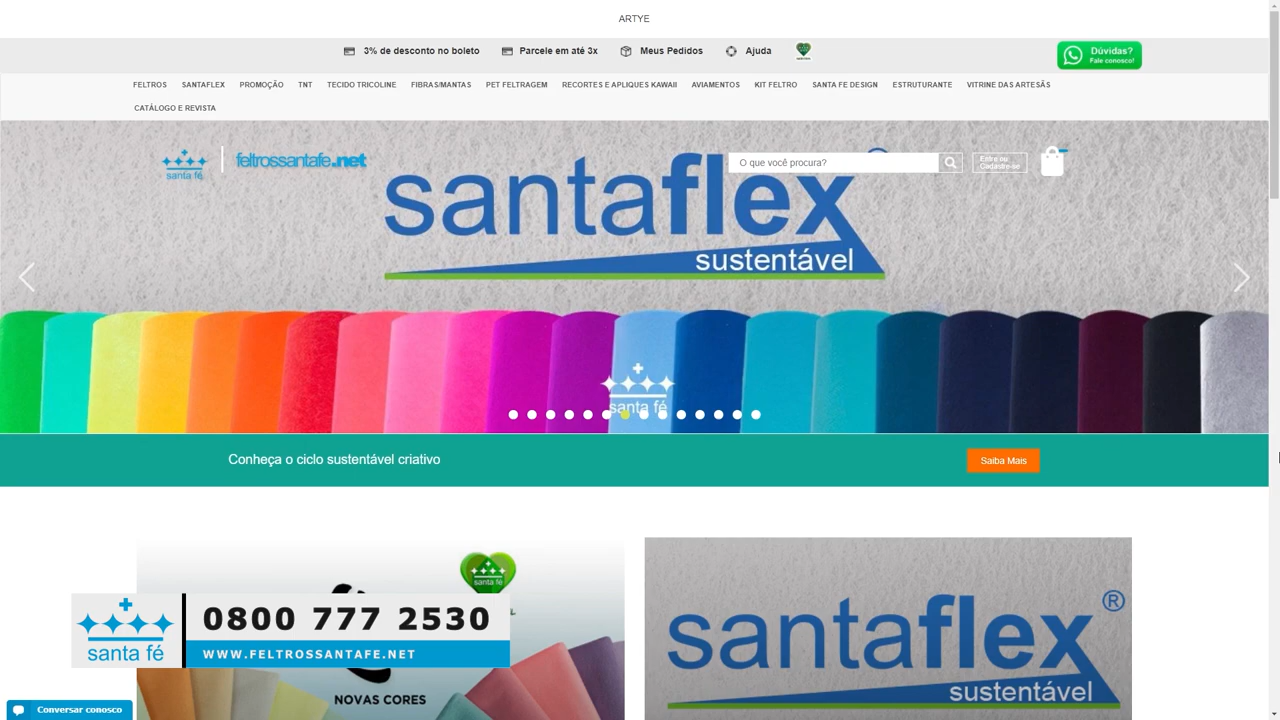 ARTYE
3% de desconto no boleto
Parcele em até 3x
Meus Pedidos
Ajuda
Dúvidas?
Fale conosco!
FELTROS SANTAFLEX PROMOÇÃO TNT TECIDO TRICOLINE FIBRAS/MANTAS PET FELTRAGEM RECORTES E APLIQUES KAWAII AVIAMENTOS KIT FELTRO SANTA FE DESIGN ESTRUTURANTE VITRINE DAS ARTESÃS
CATÁLOGO E REVISTA
santa fé
feltrossantafe.net
O que você procura?
Entre ou
Cadastre-se
santaflex
sustentável
santa fé
Conheça o ciclo sustentável criativo
Saiba Mais
santa fé
santaflex®
sustentável
0800 777 2530
santa fé
WWW.FELTROSSANTAFE.NET
NOVAS CORES
Conversar conosco